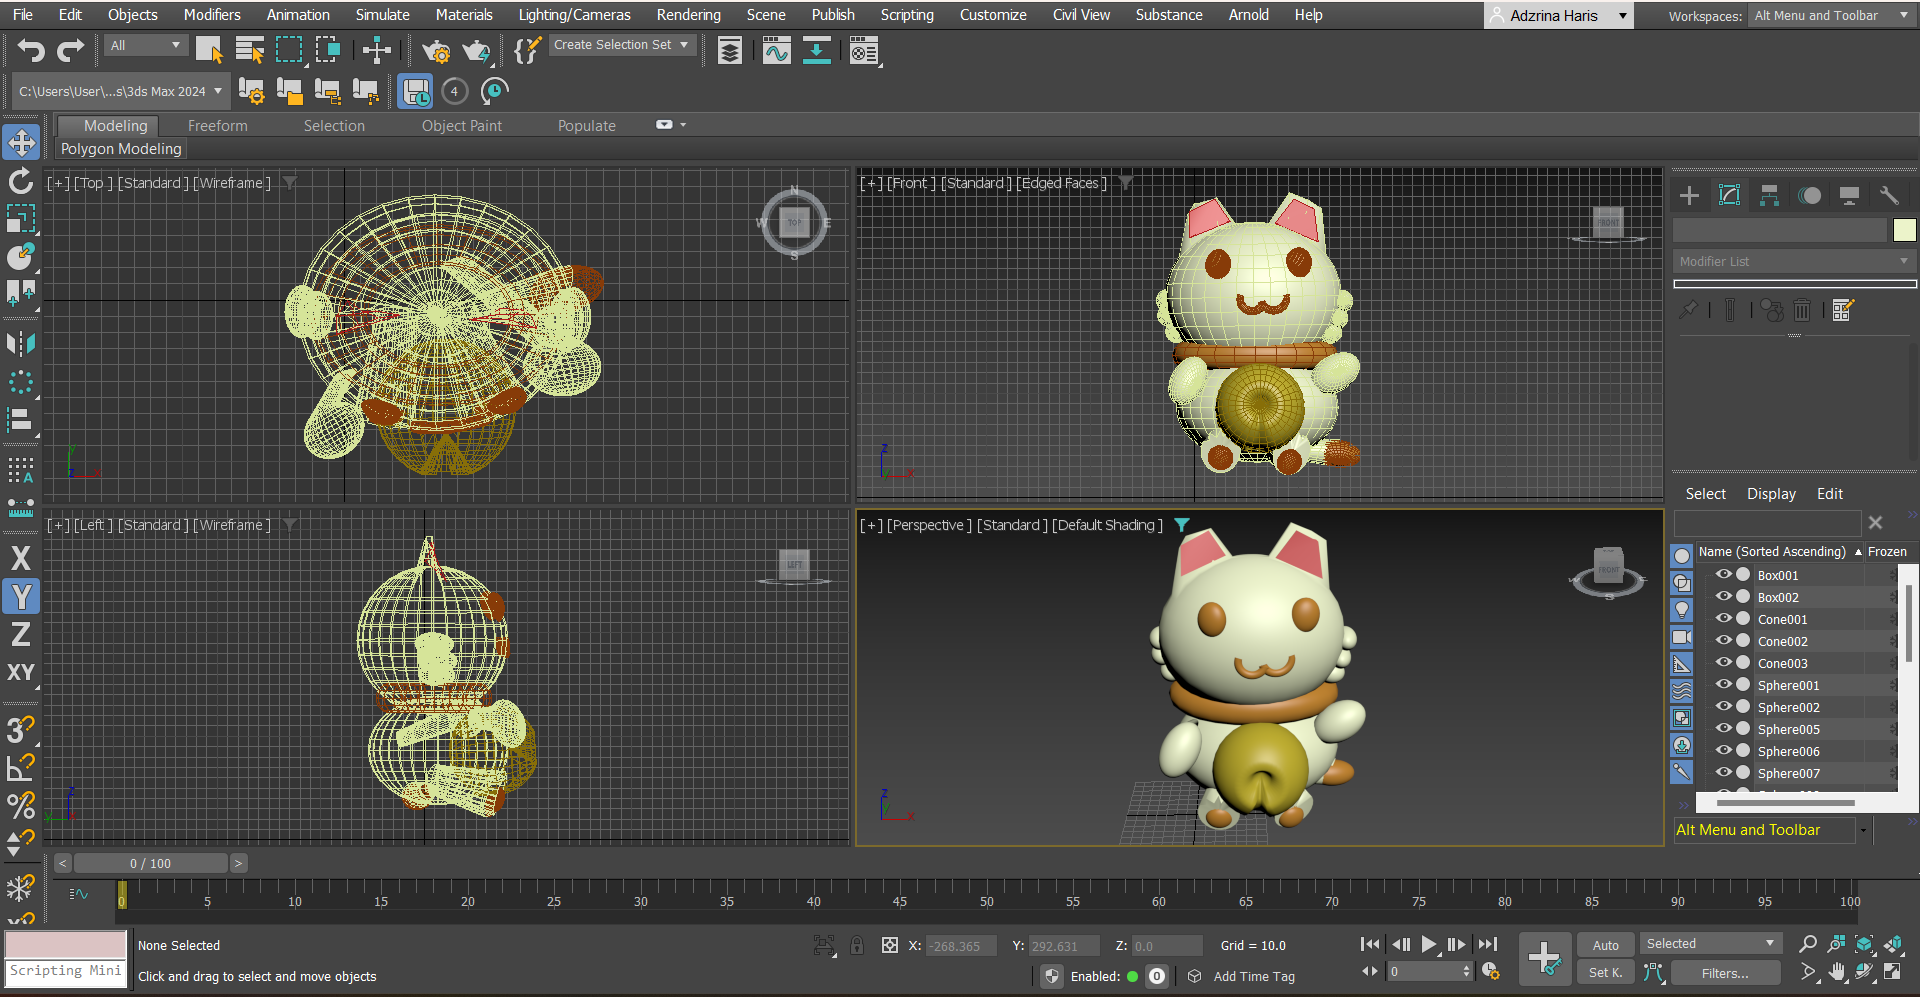 File Edit Objects Modifiers Animation Simulate Materials Lighting/Cameras Rendering Scene Publish Scripting Customize Civil View Substance Arnold Help Adzrina Haris Workspaces: Alt Menu and Toolbar
All Create Selection Set
C:\Users\User\...s\3ds Max 2024 4
Modeling Freeform Selection Object Paint Populate
Polygon Modeling
[+] [Top ] [Standard ] [Wireframe ]
N
W TOP E
S
[+] [Front ] [Standard ] [Edged Faces ]
FRONT
Modifier List
y
z x
z
y x
[+] [Left ] [Standard ] [Wireframe ]
LEFT
z
y
[+] [Perspective ] [Standard ] [Default Shading ]
FRONT
W E
S
z
y
x
A
X
Y
Z
XY
3
%
Select Display Edit
Name (Sorted Ascending) Frozen
Box001
Box002
Cone001
Cone002
Cone003
Sphere001
Sphere002
Sphere005
Sphere006
Sphere007
Alt Menu and Toolbar
< 0 / 100 >
0 5 10 15 20 25 30 35 40 45 50 55 60 65 70 75 80 85 90 95 100
None Selected X: -268.365 Y: 292.631 Z: 0.0 Grid = 10.0 Auto Selected
Scripting Mini Click and drag to select and move objects Enabled: 0 Add Time Tag 0 Set K. Filters...